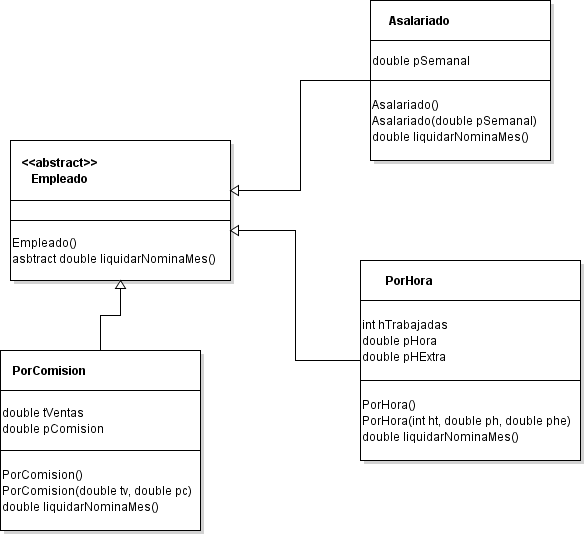 Asalariado
double pSemanal
Asalariado()
Asalariado(double pSemanal)
double liquidarNominaMes()
<<abstract>>
Empleado
Empleado()
asbtract double liquidarNominaMes()
PorHora
int hTrabajadas
double pHora
double pHExtra
PorHora()
PorHora(int ht, double ph, double phe)
double liquidarNominaMes()
PorComision
double tVentas
double pComision
PorComision()
PorComision(double tv, double pc)
double liquidarNominaMes()